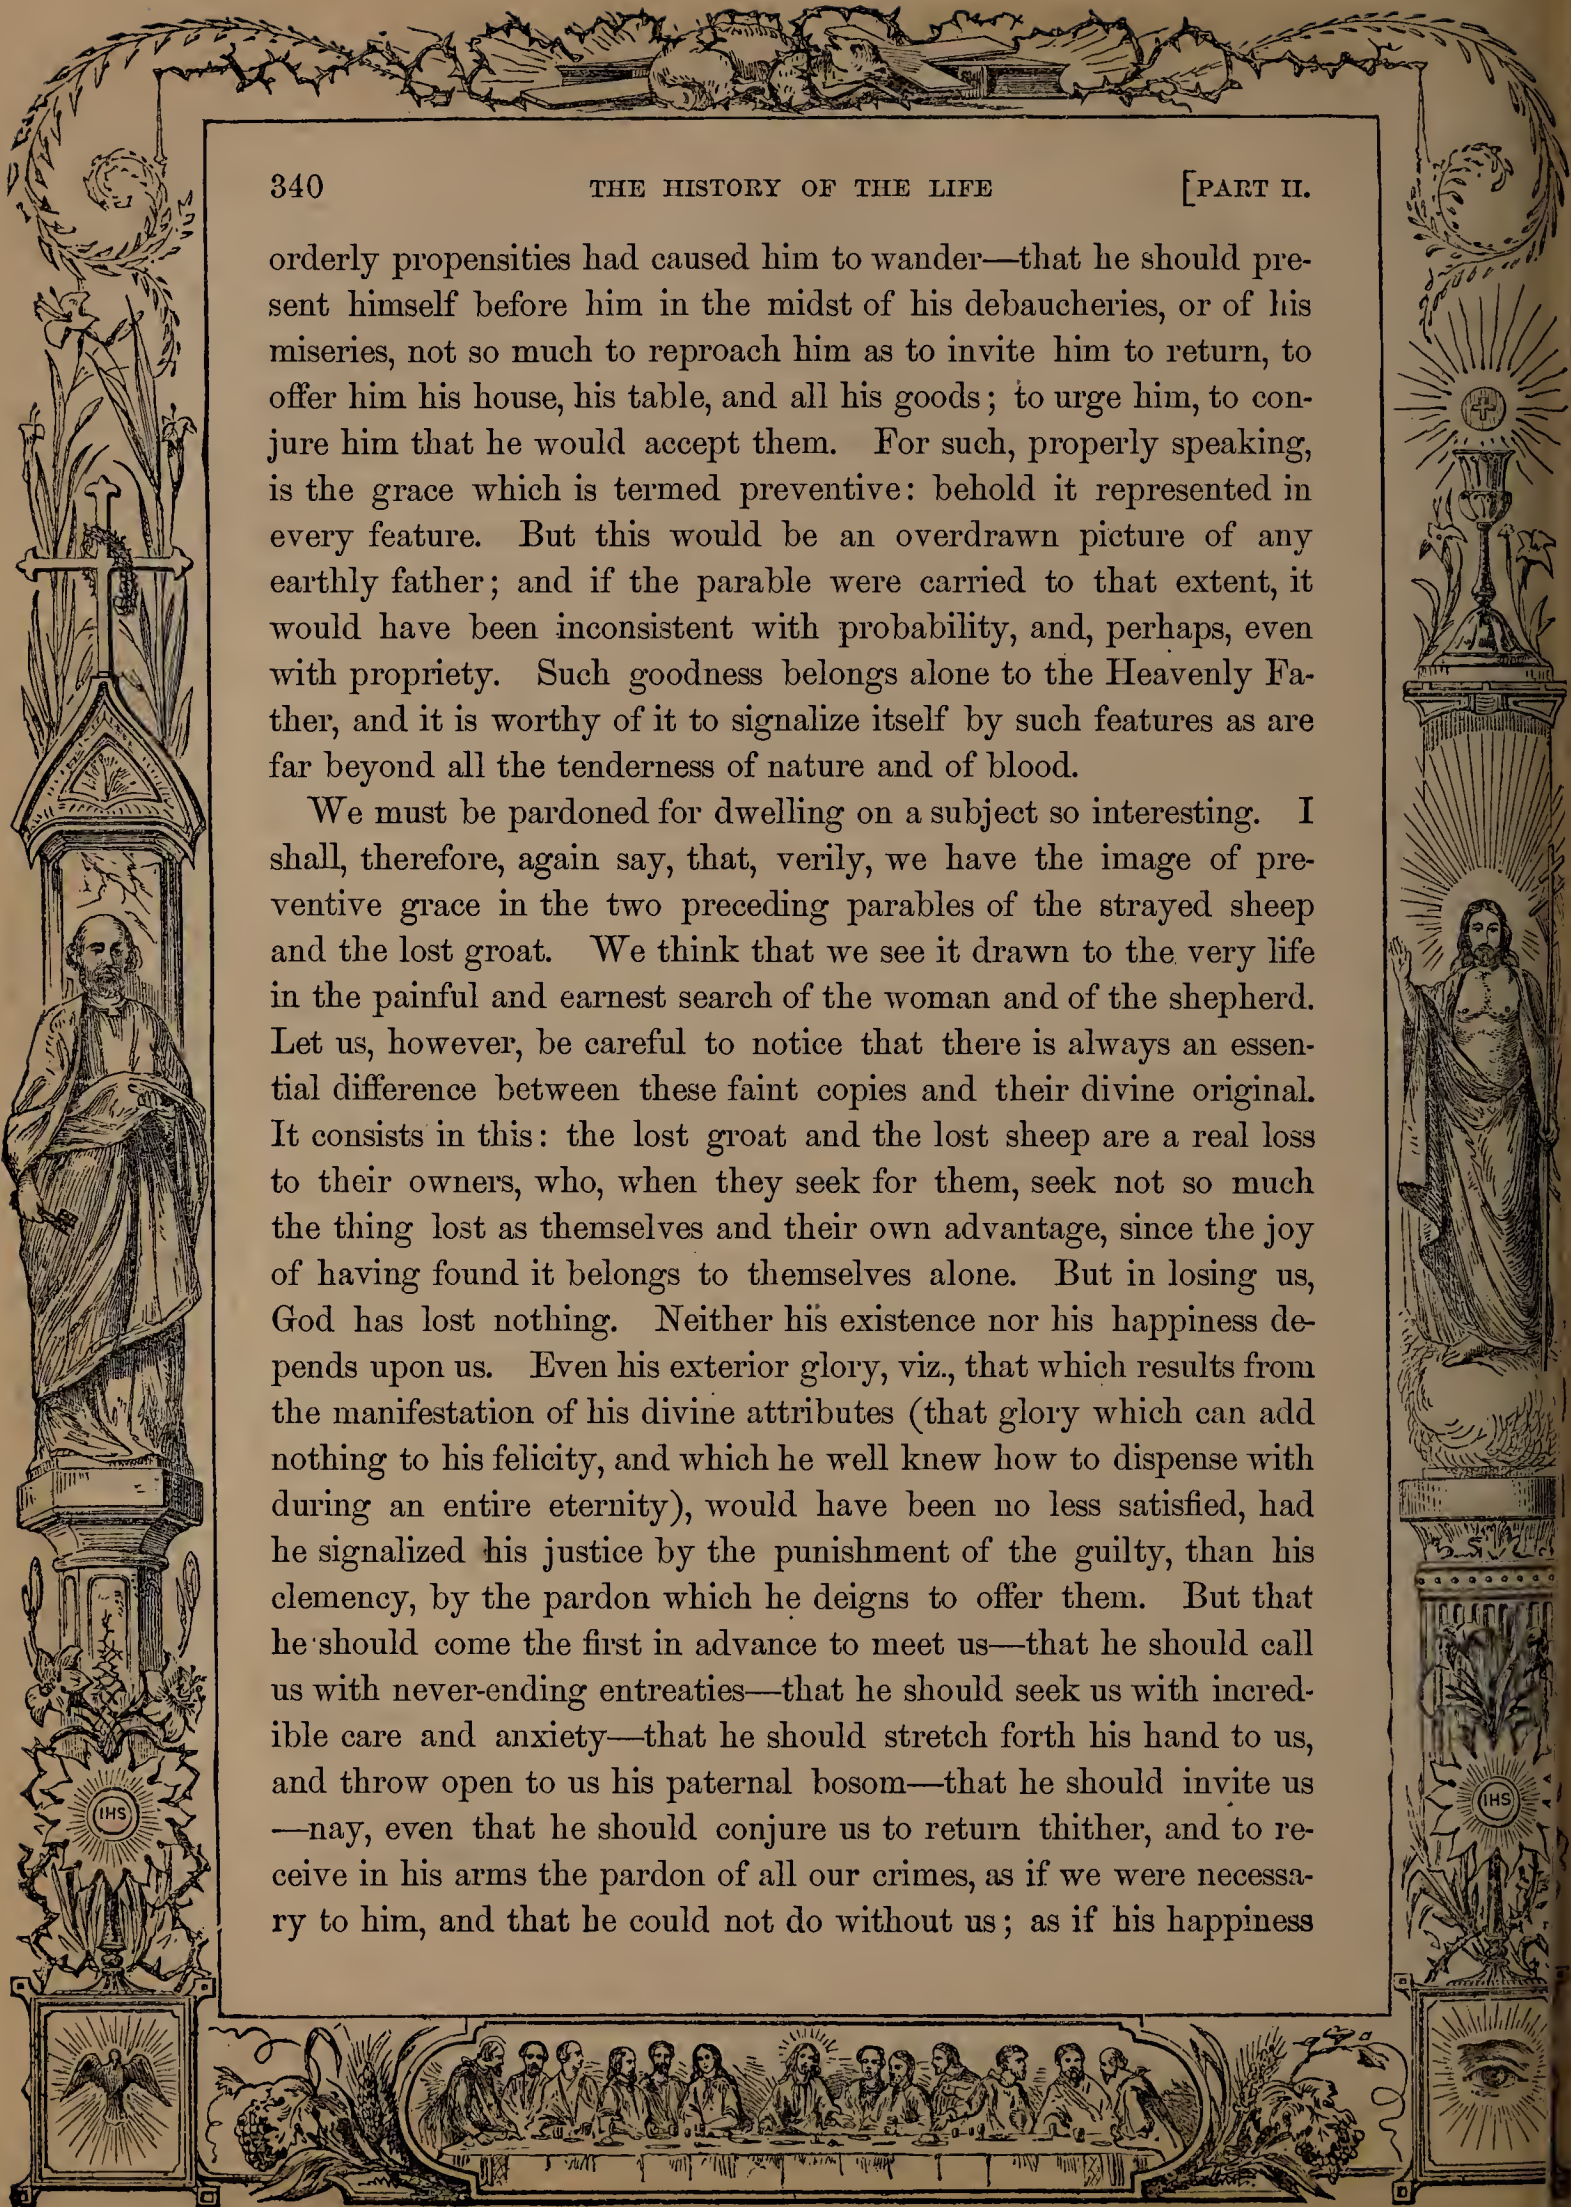 340 THE HISTORY OF THE LIFE [PART II.
orderly propensities had caused him to wander—that he should pre-
sent himself before him in the midst of his debaucheries, or of his
miseries, not so much to reproach him as to invite him to return, to
offer him his house, his table, and all his goods; to urge him, to con-
jure him that he would accept them. For such, properly speaking,
is the grace which is termed preventive: behold it represented in
every feature. But this would be an overdrawn picture of any
earthly father; and if the parable were carried to that extent, it
would have been inconsistent with probability, and, perhaps, even
with propriety. Such goodness belongs alone to the Heavenly Fa-
ther, and it is worthy of it to signalize itself by such features as are
far beyond all the tenderness of nature and of blood.
We must be pardoned for dwelling on a subject so interesting. I
shall, therefore, again say, that, verily, we have the image of pre-
ventive grace in the two preceding parables of the strayed sheep
and the lost groat. We think that we see it drawn to the very life
in the painful and earnest search of the woman and of the shepherd.
Let us, however, be careful to notice that there is always an essen-
tial difference between these faint copies and their divine original.
It consists in this: the lost groat and the lost sheep are a real loss
to their owners, who, when they seek for them, seek not so much
the thing lost as themselves and their own advantage, since the joy
of having found it belongs to themselves alone. But in losing us,
God has lost nothing. Neither his existence nor his happiness de-
pends upon us. Even his exterior glory, viz., that which results from
the manifestation of his divine attributes (that glory which can add
nothing to his felicity, and which he well knew how to dispense with
during an entire eternity), would have been no less satisfied, had
he signalized his justice by the punishment of the guilty, than his
clemency, by the pardon which he deigns to offer them. But that
he should come the first in advance to meet us—that he should call
us with never-ending entreaties—that he should seek us with incred-
ible care and anxiety—that he should stretch forth his hand to us,
and throw open to us his paternal bosom—that he should invite us
—nay, even that he should conjure us to return thither, and to re-
ceive in his arms the pardon of all our crimes, as if we were necessa-
ry to him, and that he could not do without us; as if his happiness
IHS
IHS